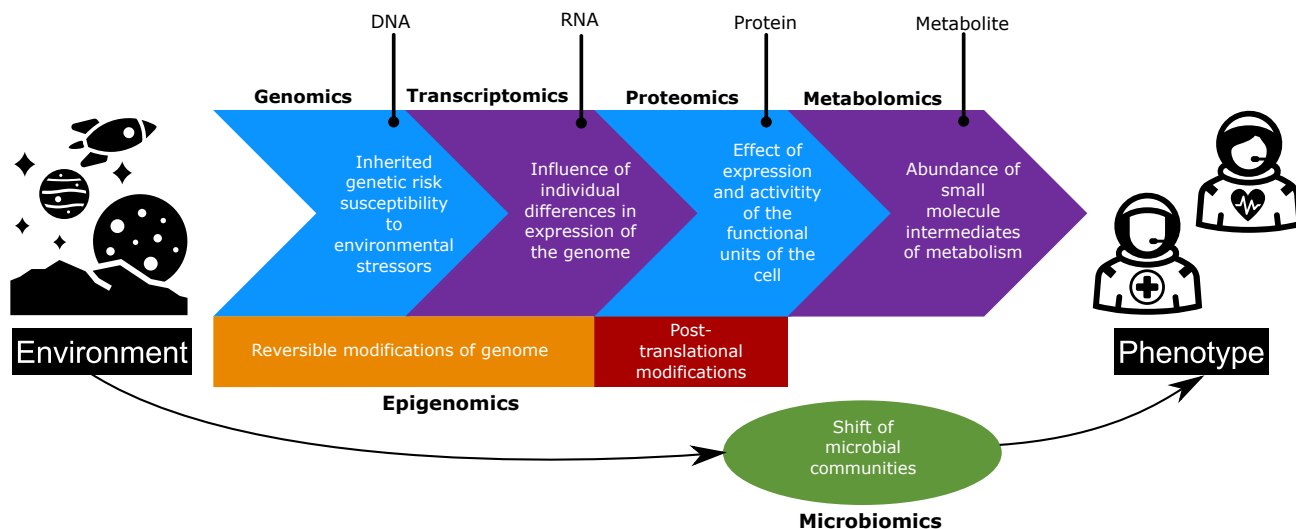 DNA
RNA
Protein
Metabolite
Genomics
Transcriptomics
Proteomics
Metabolomics
Inherited
genetic risk
susceptibility
to
environmental
stressors
Influence of
individual
differences in
expression of
the genome
Effect of
expression
and activitity
of the
functional
units of the
cell
Abundance of
small
molecule
intermediates
of metabolism
Environment
Reversible modifications of genome
Post-
translational
modifications
Phenotype
Epigenomics
Shift of
microbial
communities
Microbiomics